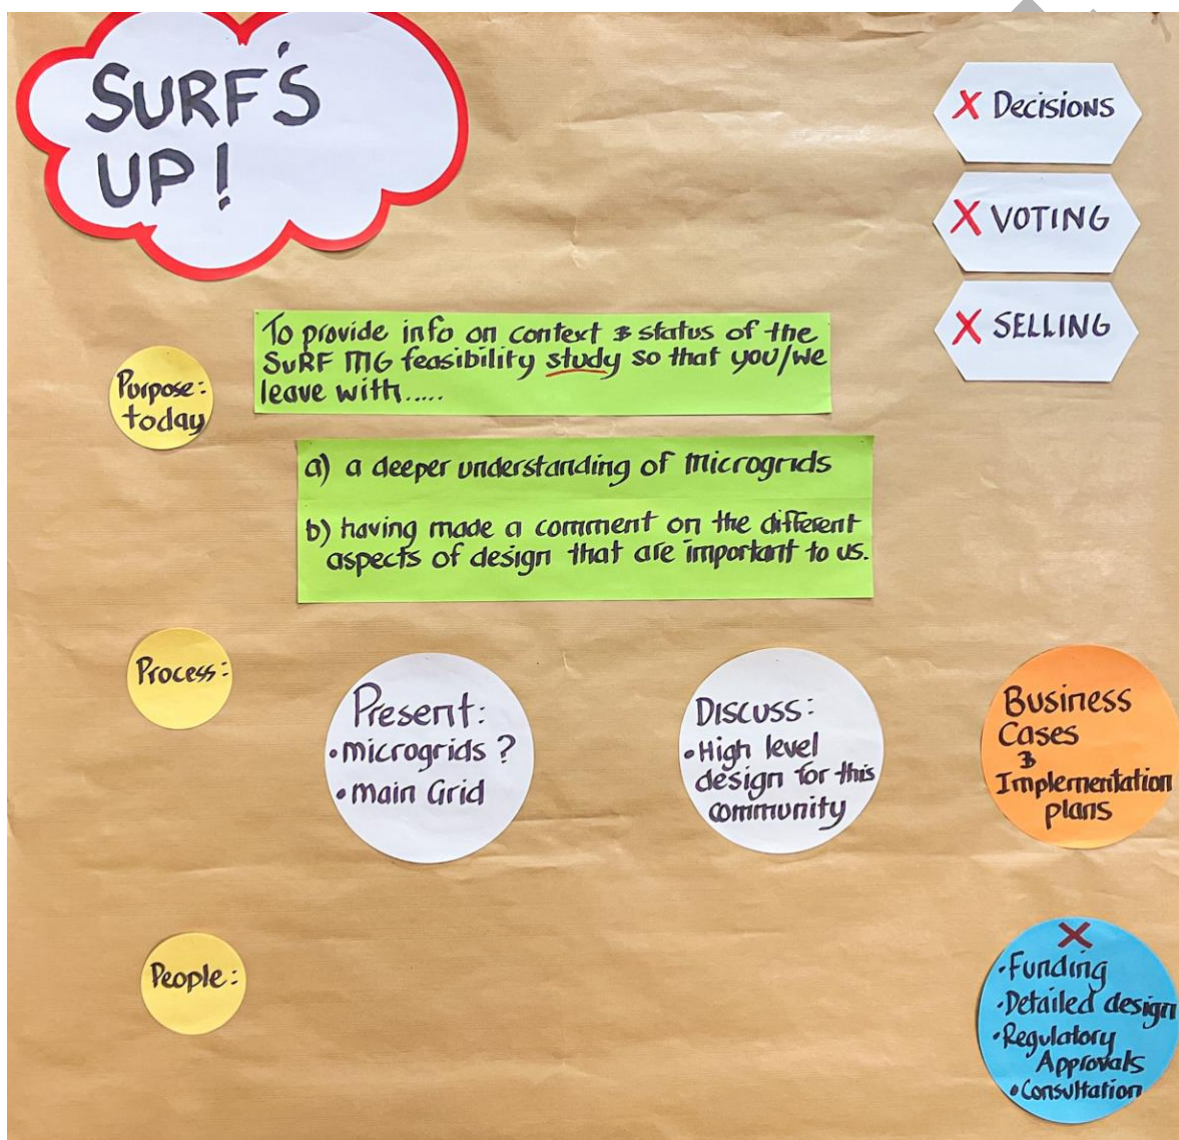 SURF'S
UP!
X Decisions
X VOTING
X SELLING
Purpose:
today
To provide info on context & status of the
SuRF MG feasibility study so that you/we
leave with.....
a) a deeper understanding of Microgrids
b) having made a comment on the different
aspects of design that are important to us.
Process:
Present:
• microgrids ?
• main Grid
DISCUSS:
• High level
design for this
community
Business
Cases
&
Implementation
plans
People:
X
• Funding
• Detailed design
• Regulatory
Approvals
• Consultation